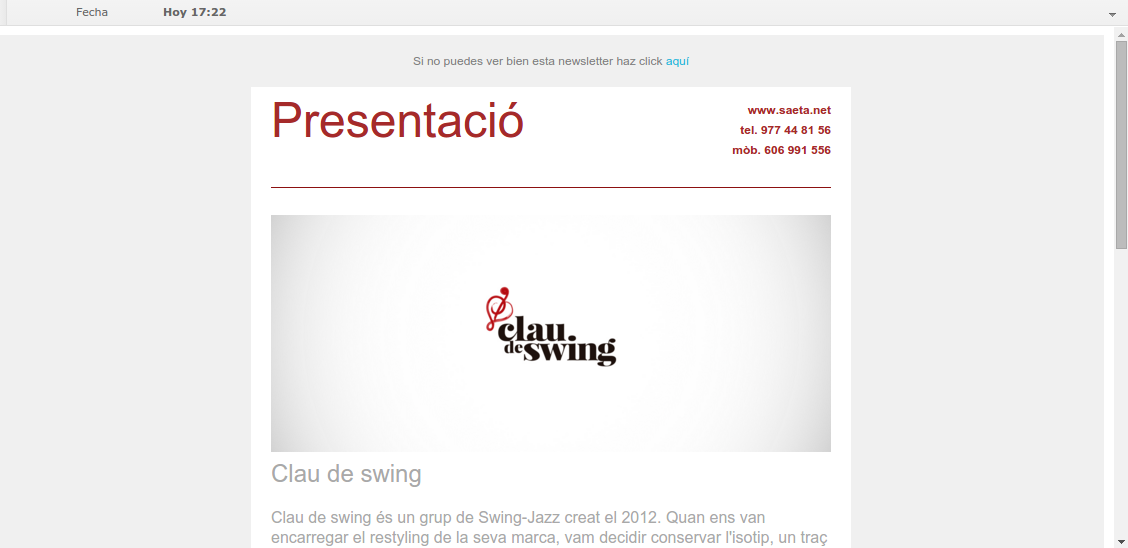 Fecha Hoy 17:22
Si no puedes ver bien esta newsletter haz click aquí
Presentació
www.saeta.net
tel. 977 44 81 56
mòb. 606 991 556
clau
de swing
Clau de swing
Clau de swing és un grup de Swing-Jazz creat el 2012. Quan ens van
encarregar el restyling de la seva marca, vam decidir conservar l'isotip, un traç